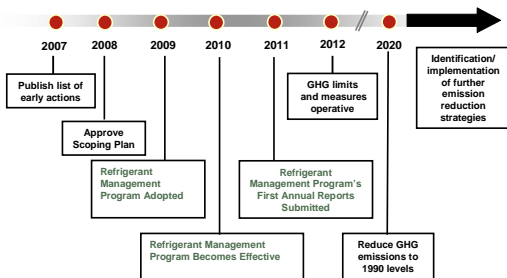 2007 2008 2009 2010 2011 2012 2020
Publish list of
early actions
Approve
Scoping Plan
Refrigerant
Management
Program Adopted
Refrigerant Management
Program Becomes Effective
Refrigerant
Management Program's
First Annual Reports
Submitted
GHG limits
and measures
operative
Reduce GHG
emissions to
1990 levels
Identification/
implementation
of further
emission
reduction
strategies